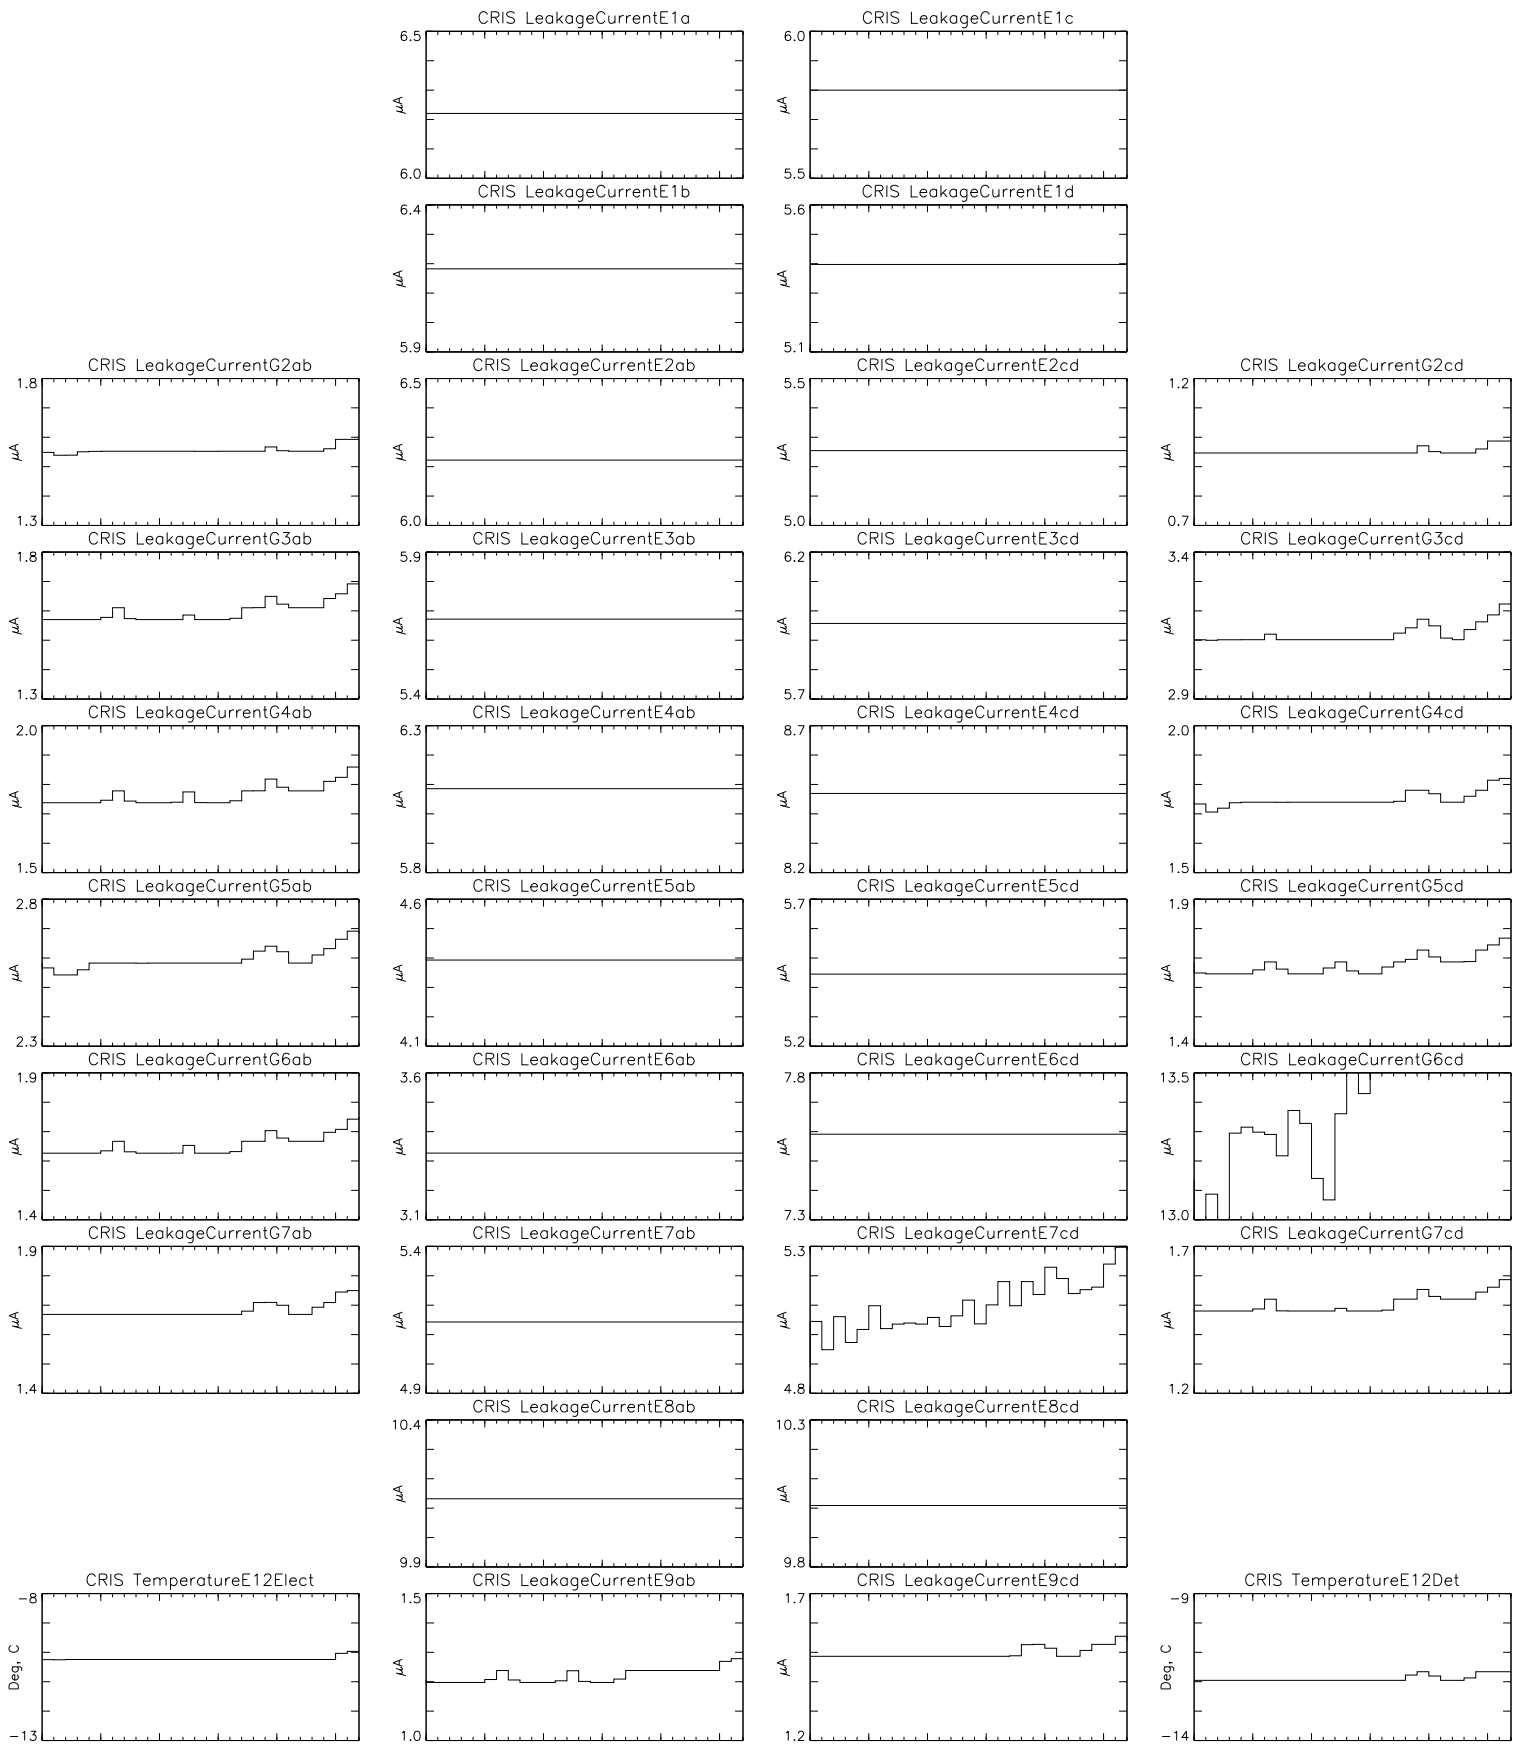 CRIS LeakageCurrentE1a
CRIS LeakageCurrentE1c
6.5
μA
6.0
6.0
μA
5.5
CRIS LeakageCurrentE1b
CRIS LeakageCurrentE1d
6.4
μA
5.9
5.6
μA
5.1
CRIS LeakageCurrentG2ab
CRIS LeakageCurrentE2ab
CRIS LeakageCurrentE2cd
CRIS LeakageCurrentG2cd
1.8
μA
1.3
6.5
μA
6.0
5.5
μA
5.0
1.2
μA
0.7
CRIS LeakageCurrentG3ab
CRIS LeakageCurrentE3ab
CRIS LeakageCurrentE3cd
CRIS LeakageCurrentG3cd
1.8
μA
1.3
5.9
μA
5.4
6.2
μA
5.7
3.4
μA
2.9
CRIS LeakageCurrentG4ab
CRIS LeakageCurrentE4ab
CRIS LeakageCurrentE4cd
CRIS LeakageCurrentG4cd
2.0
μA
1.5
6.3
μA
5.8
8.7
μA
8.2
2.0
μA
1.5
CRIS LeakageCurrentG5ab
CRIS LeakageCurrentE5ab
CRIS LeakageCurrentE5cd
CRIS LeakageCurrentG5cd
2.8
μA
2.3
4.6
μA
4.1
5.7
μA
5.2
1.9
μA
1.4
CRIS LeakageCurrentG6ab
CRIS LeakageCurrentE6ab
CRIS LeakageCurrentE6cd
CRIS LeakageCurrentG6cd
1.9
μA
1.4
3.6
μA
3.1
7.8
μA
7.3
13.5
μA
13.0
CRIS LeakageCurrentG7ab
CRIS LeakageCurrentE7ab
CRIS LeakageCurrentE7cd
CRIS LeakageCurrentG7cd
1.9
μA
1.4
5.4
μA
4.9
5.3
μA
4.8
1.7
μA
1.2
CRIS LeakageCurrentE8ab
CRIS LeakageCurrentE8cd
10.4
μA
9.9
10.3
μA
9.8
CRIS TemperatureE12Elect
CRIS LeakageCurrentE9ab
CRIS LeakageCurrentE9cd
CRIS TemperatureE12Det
-8
Deg, C
-13
1.5
μA
1.0
1.7
μA
1.2
-9
Deg, C
-14